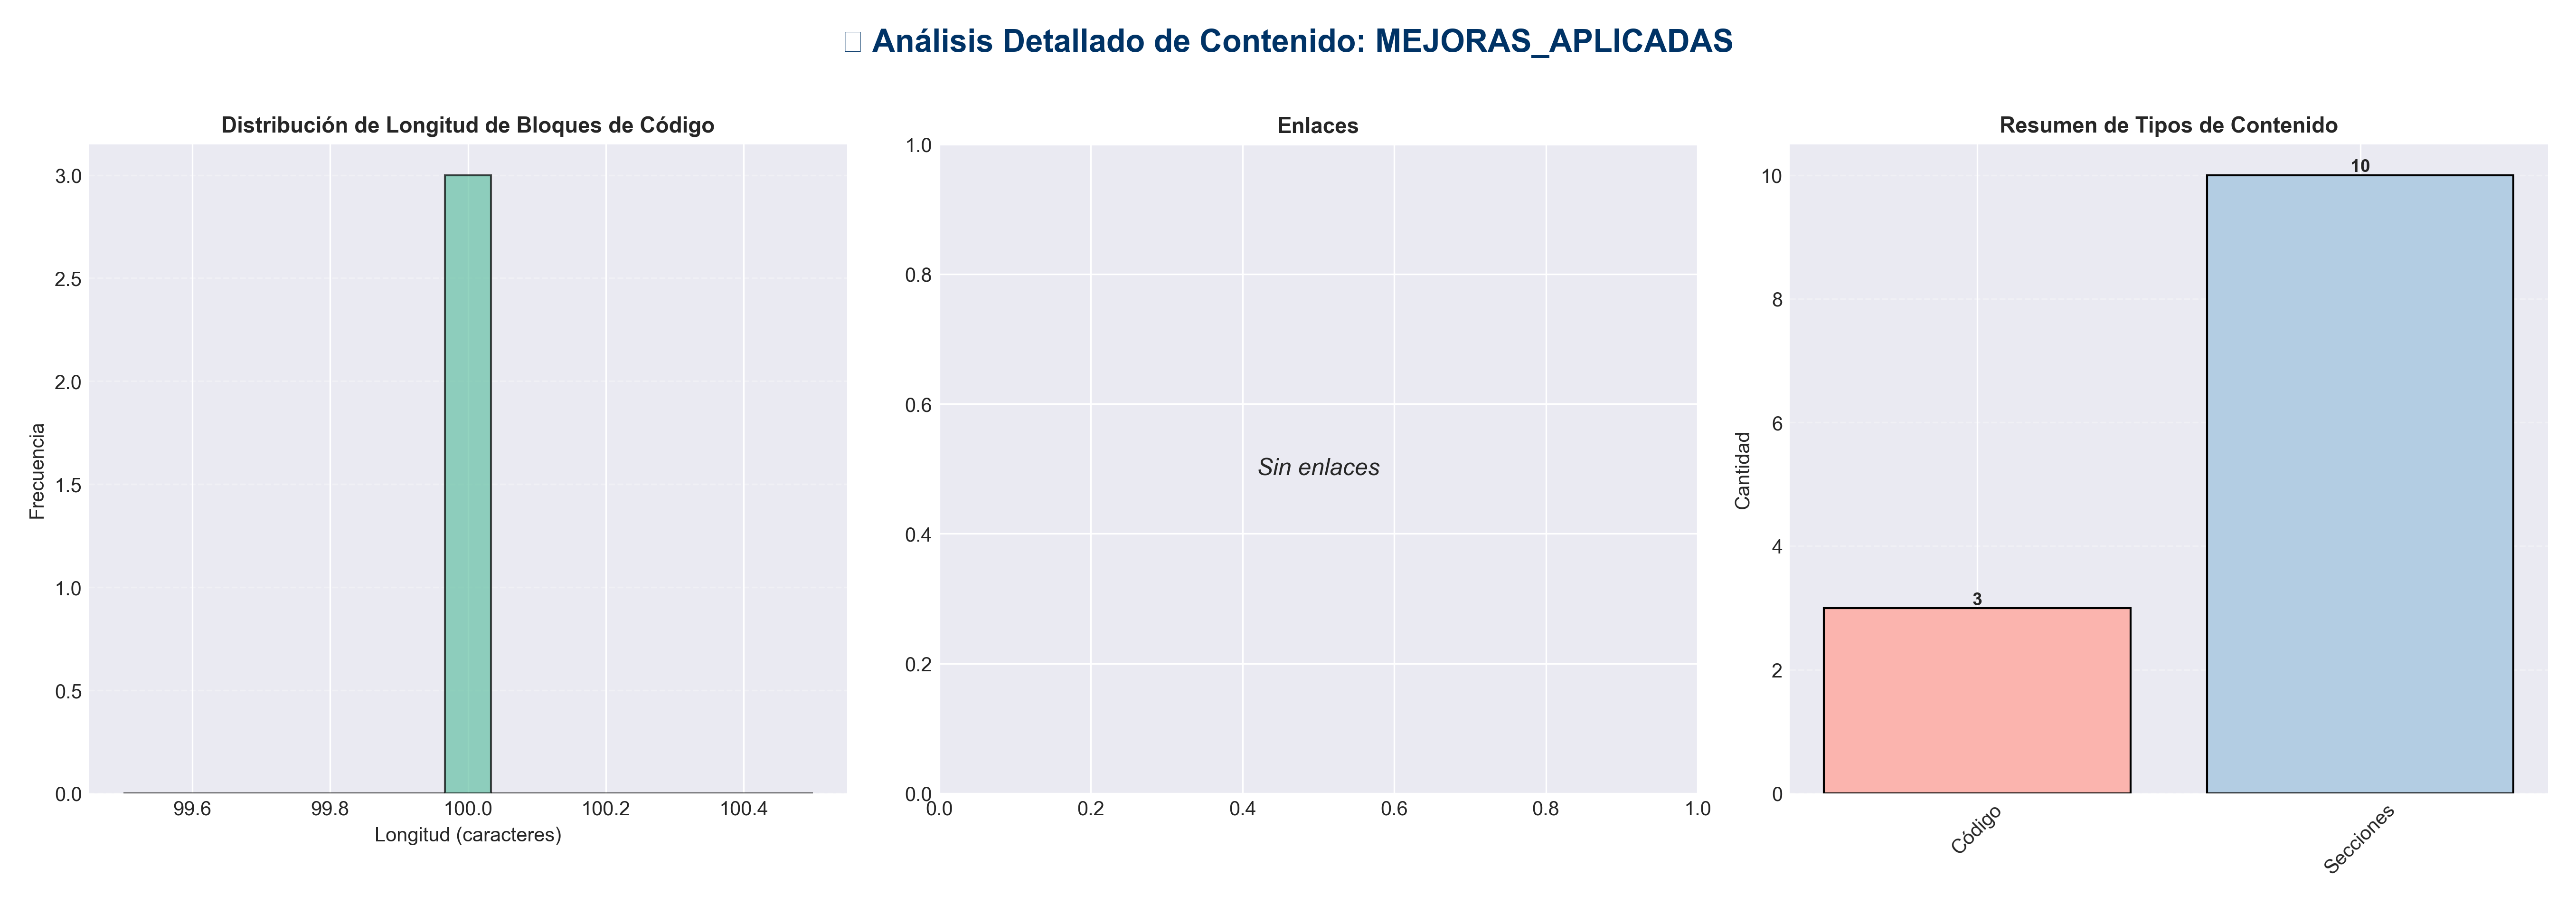 Análisis Detallado de Contenido: MEJORAS_APLICADAS
Distribución de Longitud de Bloques de Código
3.0
2.5
2.0
1.5
1.0
0.5
0.0
Frecuencia
99.6 99.8 100.0 100.2 100.4
Longitud (caracteres)
Enlaces
1.0
0.8
0.6
0.4
0.2
0.0
Sin enlaces
0.0 0.2 0.4 0.6 0.8 1.0
Resumen de Tipos de Contenido
10
8
6
4
2
0
Cantidad
3
10
Código
Secciones